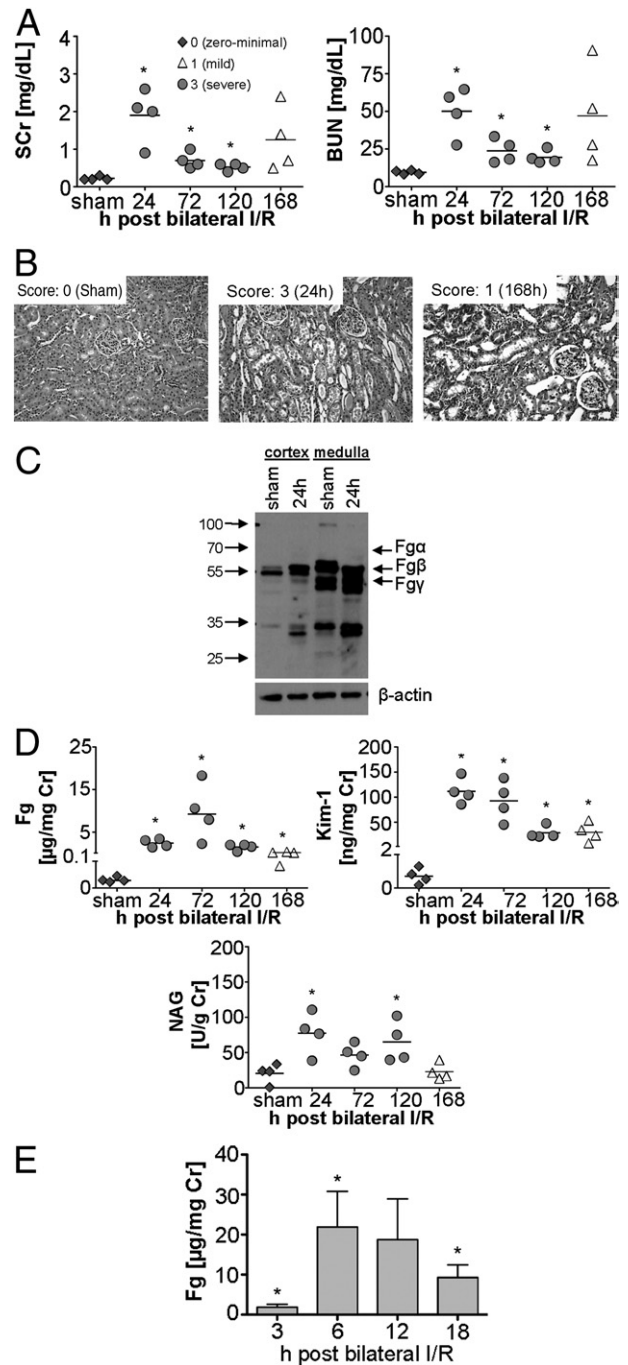 A
SCr [mg/dL]
4
3
2
1
0
◆ 0 (zero-minimal)
△ 1 (mild)
● 3 (severe)
*
*
*
sham 24 72 120 168
h post bilateral I/R
BUN [mg/dL]
100
75
50
25
0
*
*
*
sham 24 72 120 168
h post bilateral I/R
B
Score: 0 (Sham)
Score: 3 (24h)
Score: 1 (168h)
C
cortex medulla
sham 24h sham 24h
100
70
55
35
25
Fgα
Fgβ
Fgγ
β-actin
D
Fg
[µg/mg Cr]
25
15
5
0.1
0
* * * *
sham 24 72 120 168
h post bilateral I/R
Kim-1
[ng/mg Cr]
200
150
100
50
2
0
* * * *
sham 24 72 120 168
h post bilateral I/R
NAG
[U/g Cr]
200
150
100
50
0
* *
sham 24 72 120 168
h post bilateral I/R
E
Fg [µg/mg Cr]
40
30
20
10
0
* * *
3 6 12 18
h post bilateral I/R